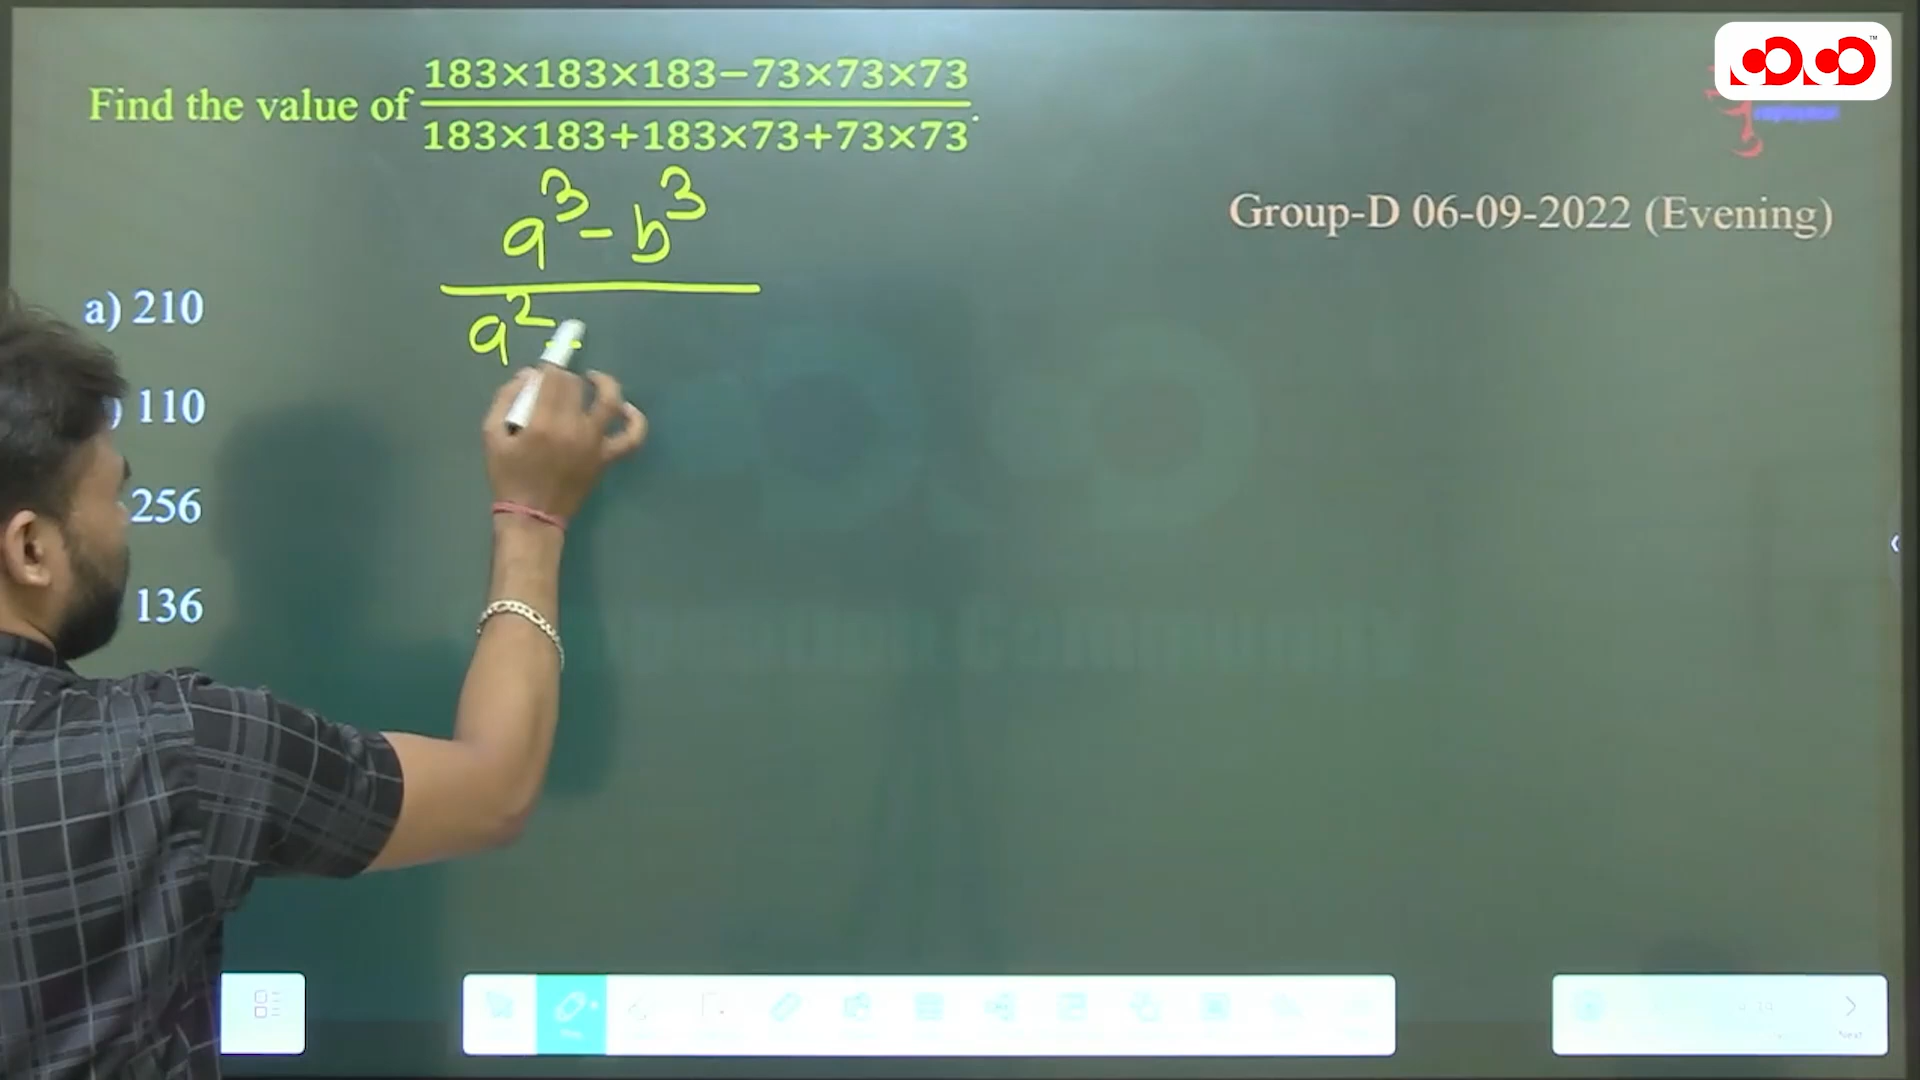 Find the value of 183×183×183−73×73×73
183×183+183×73+73×73.
a³ - b³
a²
Group-D 06-09-2022 (Evening)
a) 210
) 110
256
136
Next